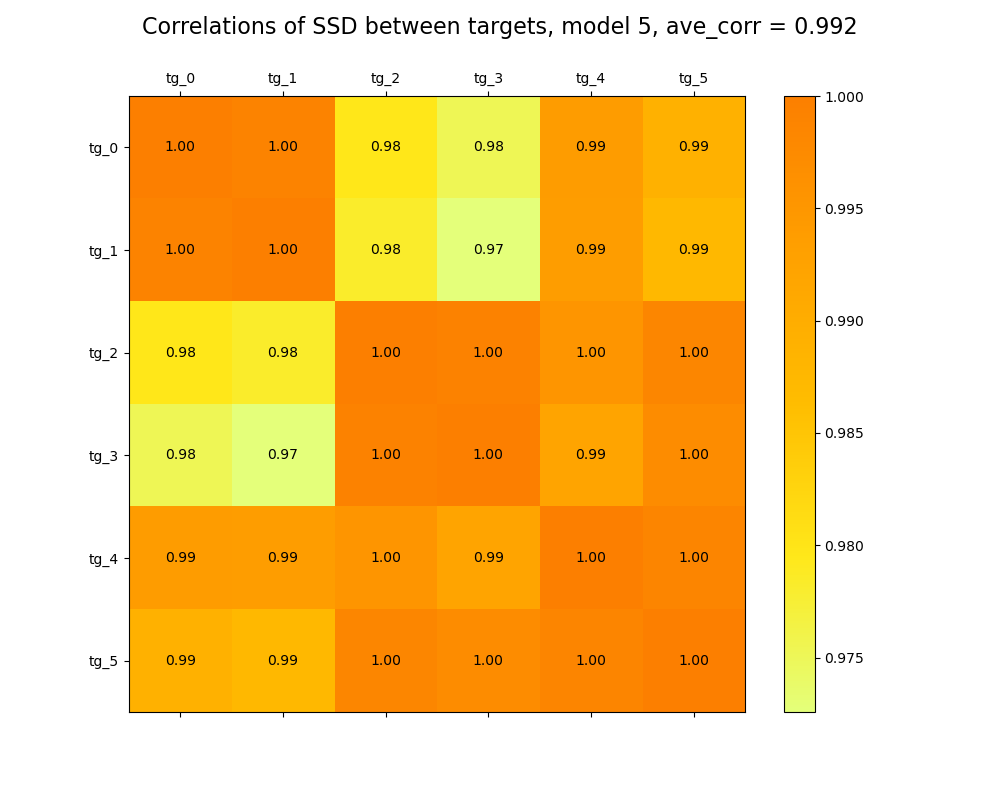 Correlations of SSD between targets, model 5, ave_corr = 0.992
tg_0 tg_1 tg_2 tg_3 tg_4 tg_5
tg_0 1.00 1.00 0.98 0.98 0.99 0.99
tg_1 1.00 1.00 0.98 0.97 0.99 0.99
tg_2 0.98 0.98 1.00 1.00 1.00 1.00
tg_3 0.98 0.97 1.00 1.00 0.99 1.00
tg_4 0.99 0.99 1.00 0.99 1.00 1.00
tg_5 0.99 0.99 1.00 1.00 1.00 1.00
1.000
0.995
0.990
0.985
0.980
0.975